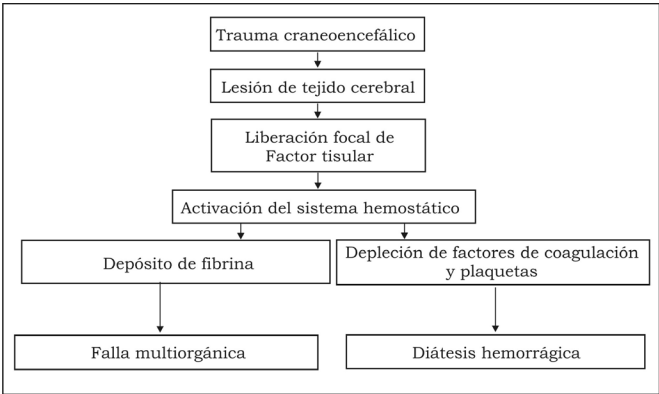 Trauma craneoencefálico
Lesión de tejido cerebral
Liberación focal de
Factor tisular
Activación del sistema hemostático
Depósito de fibrina
Depleción de factores de coagulación
y plaquetas
Falla multiorgánica
Diátesis hemorrágica